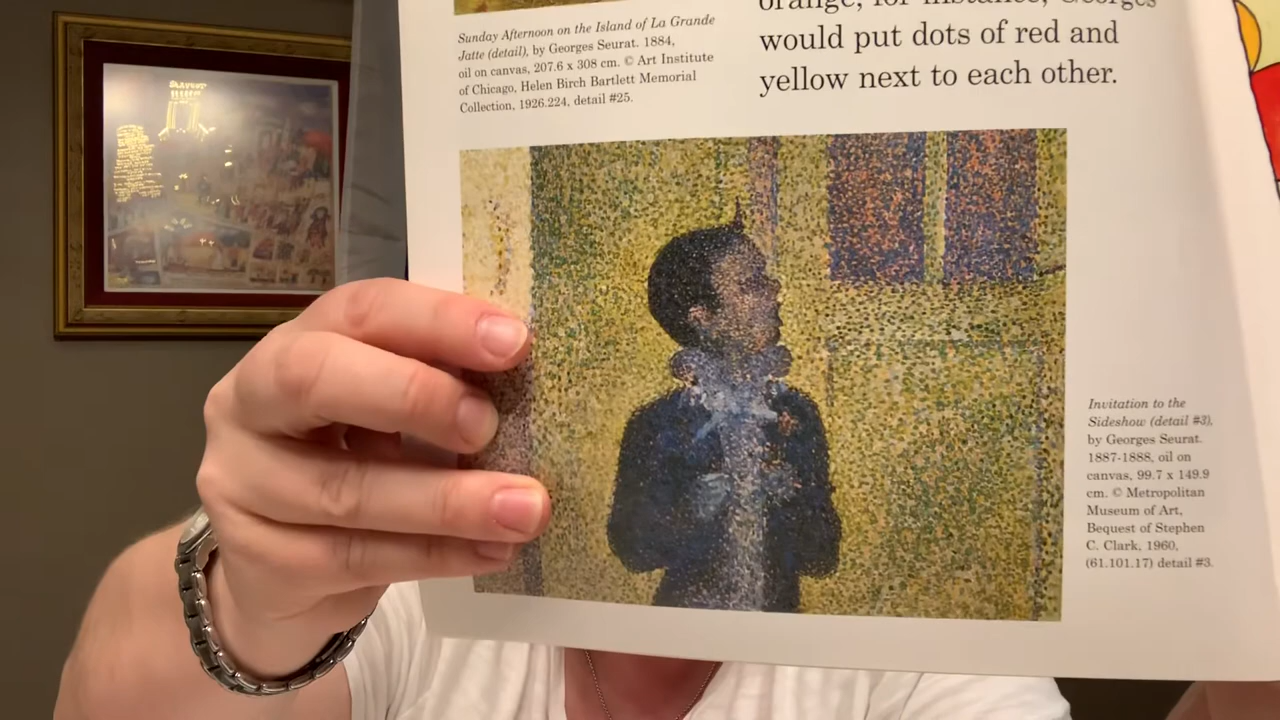 Sunday Afternoon on the Island of La Grande
Jatte (detail), by Georges Seurat. 1884,
oil on canvas, 207.6 x 308 cm. © Art Institute
of Chicago, Helen Birch Bartlett Memorial
Collection, 1926.224, detail #25.
orange, for instance, Georges
would put dots of red and
yellow next to each other.
Invitation to the
Sideshow (detail #3),
by Georges Seurat.
1887-1888, oil on
canvas, 99.7 x 149.9
cm. © Metropolitan
Museum of Art,
Bequest of Stephen
C. Clark, 1960,
(61.101.17) detail #3.